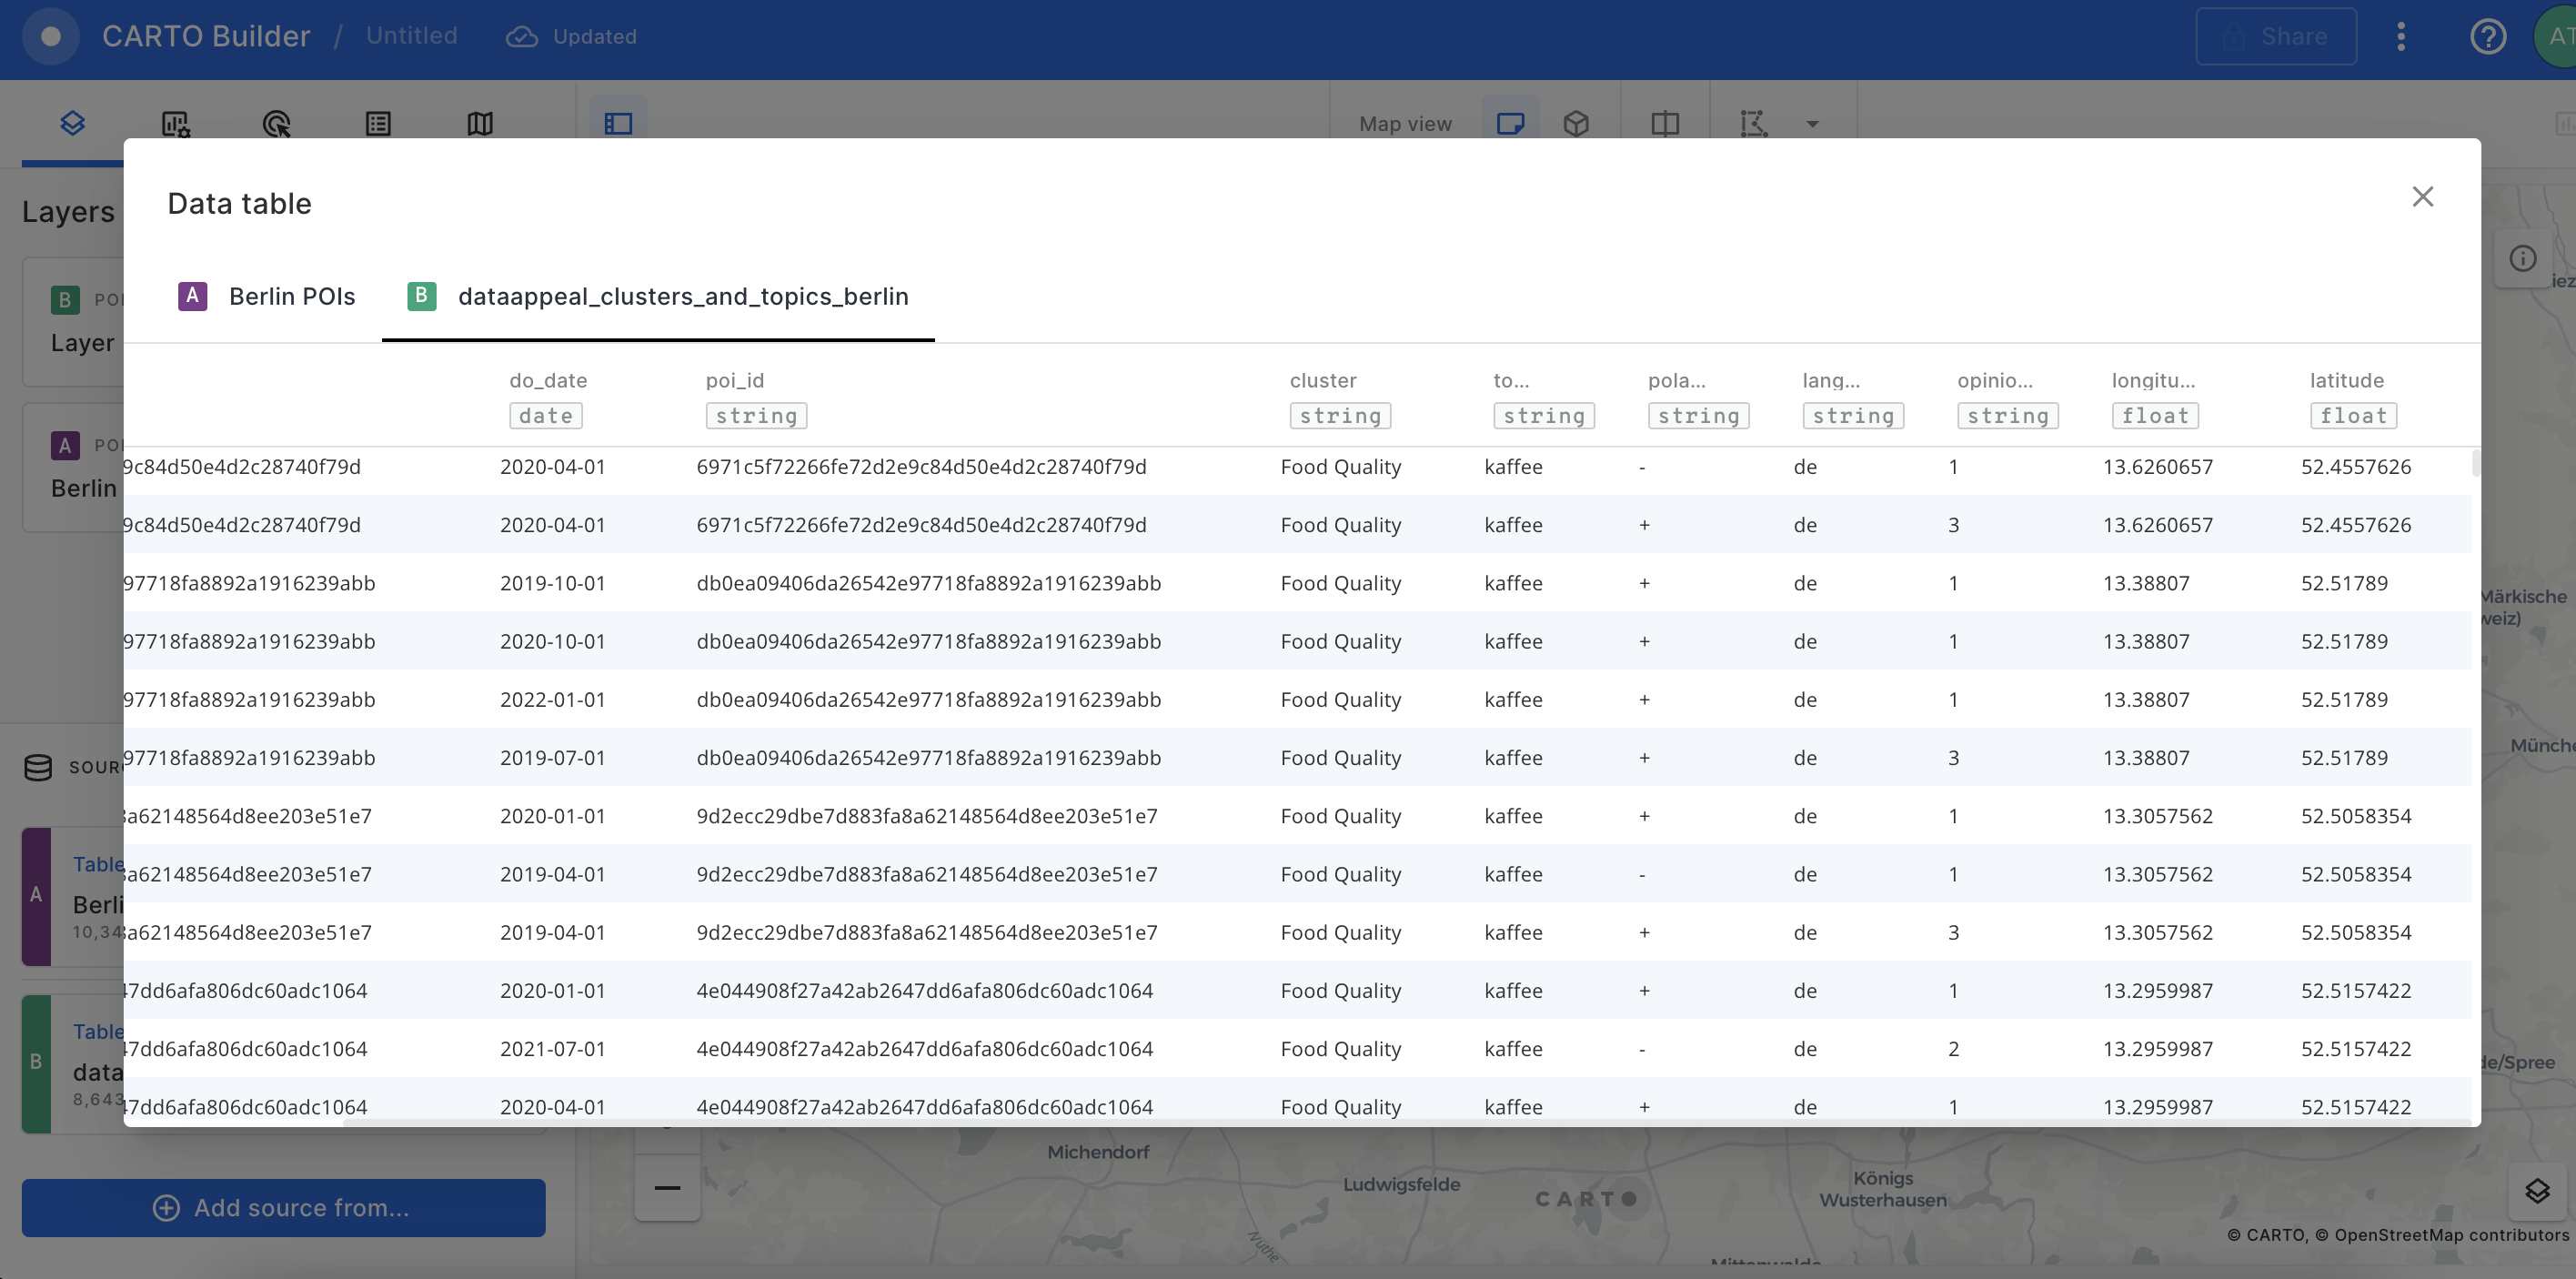 CARTO Builder / Untitled Updated Share AT
Map view
Layers
Data table
A Berlin POIs B dataappeal_clusters_and_topics_berlin
B
Layer
A
Berlin
do_date poi_id cluster to... pola... lang... opinio... longitu... latitude
date string string string string string string float float
9c84d50e4d2c28740f79d 2020-04-01 6971c5f72266fe72d2e9c84d50e4d2c28740f79d Food Quality kaffee - de 1 13.6260657 52.4557626
9c84d50e4d2c28740f79d 2020-04-01 6971c5f72266fe72d2e9c84d50e4d2c28740f79d Food Quality kaffee + de 3 13.6260657 52.4557626
97718fa8892a1916239abb 2019-10-01 db0ea09406da26542e97718fa8892a1916239abb Food Quality kaffee + de 1 13.38807 52.51789
97718fa8892a1916239abb 2020-10-01 db0ea09406da26542e97718fa8892a1916239abb Food Quality kaffee + de 1 13.38807 52.51789
97718fa8892a1916239abb 2022-01-01 db0ea09406da26542e97718fa8892a1916239abb Food Quality kaffee + de 1 13.38807 52.51789
97718fa8892a1916239abb 2019-07-01 db0ea09406da26542e97718fa8892a1916239abb Food Quality kaffee + de 3 13.38807 52.51789
a62148564d8ee203e51e7 2020-01-01 9d2ecc29dbe7d883fa8a62148564d8ee203e51e7 Food Quality kaffee + de 1 13.3057562 52.5058354
a62148564d8ee203e51e7 2019-04-01 9d2ecc29dbe7d883fa8a62148564d8ee203e51e7 Food Quality kaffee - de 1 13.3057562 52.5058354
a62148564d8ee203e51e7 2019-04-01 9d2ecc29dbe7d883fa8a62148564d8ee203e51e7 Food Quality kaffee + de 3 13.3057562 52.5058354
7dd6afa806dc60adc1064 2020-01-01 4e044908f27a42ab2647dd6afa806dc60adc1064 Food Quality kaffee + de 1 13.2959987 52.5157422
7dd6afa806dc60adc1064 2021-07-01 4e044908f27a42ab2647dd6afa806dc60adc1064 Food Quality kaffee - de 2 13.2959987 52.5157422
7dd6afa806dc60adc1064 2020-04-01 4e044908f27a42ab2647dd6afa806dc60adc1064 Food Quality kaffee + de 1 13.2959987 52.5157422
SOUR
A
Table
Berli
10,34
B
Table
data
8,643
Add source from...
Märkische
weiz)
Münche
de/Spree
Michendorf
Ludwigsfelde
CARTO
Königs
Wusterhausen
Nuthe
© CARTO, © OpenStreetMap contributors